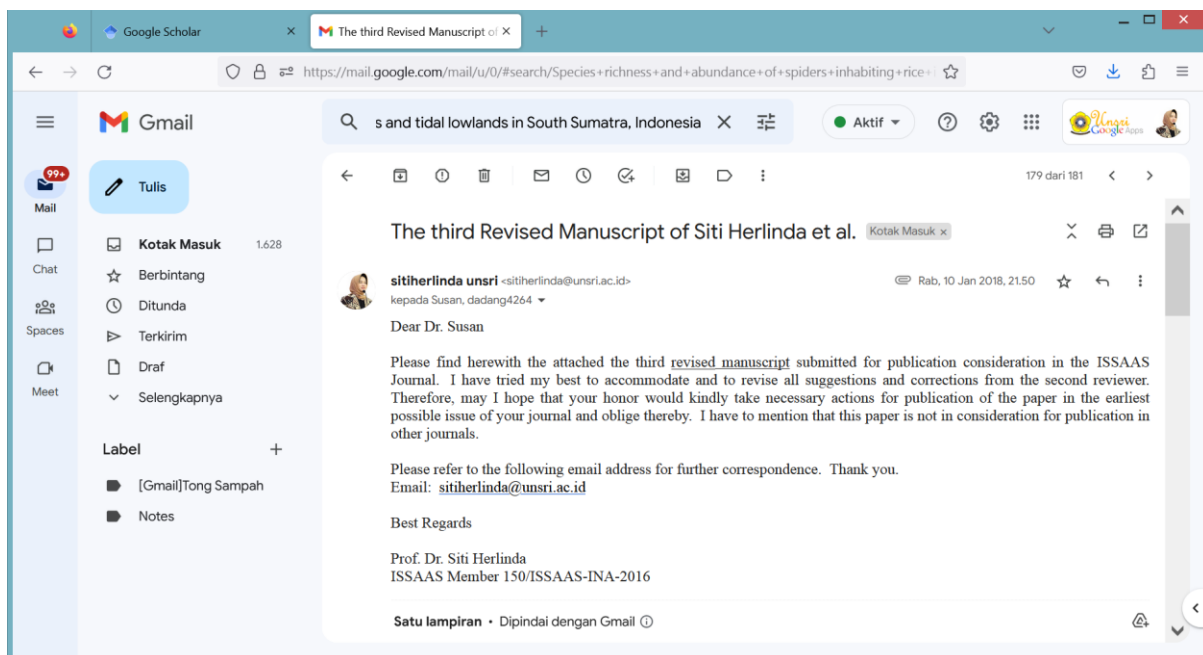 Google Scholar
The third Revised Manuscript of
https://mail.google.com/mail/u/0/#search/Species+richness+and+abundance+of+spiders+inhabiting+rice+
Gmail
s and tidal lowlands in South Sumatra, Indonesia
Aktif
Unsri
Google Apps
99+
Mail
Chat
Spaces
Meet
Tulis
Kotak Masuk 1.628
Berbintang
Ditunda
Terkirim
Draf
Selengkapnya
Label
[Gmail]Tong Sampah
Notes
179 dari 181
The third Revised Manuscript of Siti Herlinda et al. Kotak Masuk x
sitiherlinda unsri <sitiherlinda@unsri.ac.id> Rab, 10 Jan 2018, 21.50
kepada Susan, dadang4264
Dear Dr. Susan
Please find herewith the attached the third revised manuscript submitted for publication consideration in the ISSAAS
Journal. I have tried my best to accommodate and to revise all suggestions and corrections from the second reviewer.
Therefore, may I hope that your honor would kindly take necessary actions for publication of the paper in the earliest
possible issue of your journal and oblige thereby. I have to mention that this paper is not in consideration for publication in
other journals.
Please refer to the following email address for further correspondence. Thank you.
Email: sitiherlinda@unsri.ac.id
Best Regards
Prof. Dr. Siti Herlinda
ISSAAS Member 150/ISSAAS-INA-2016
Satu lampiran • Dipindai dengan Gmail